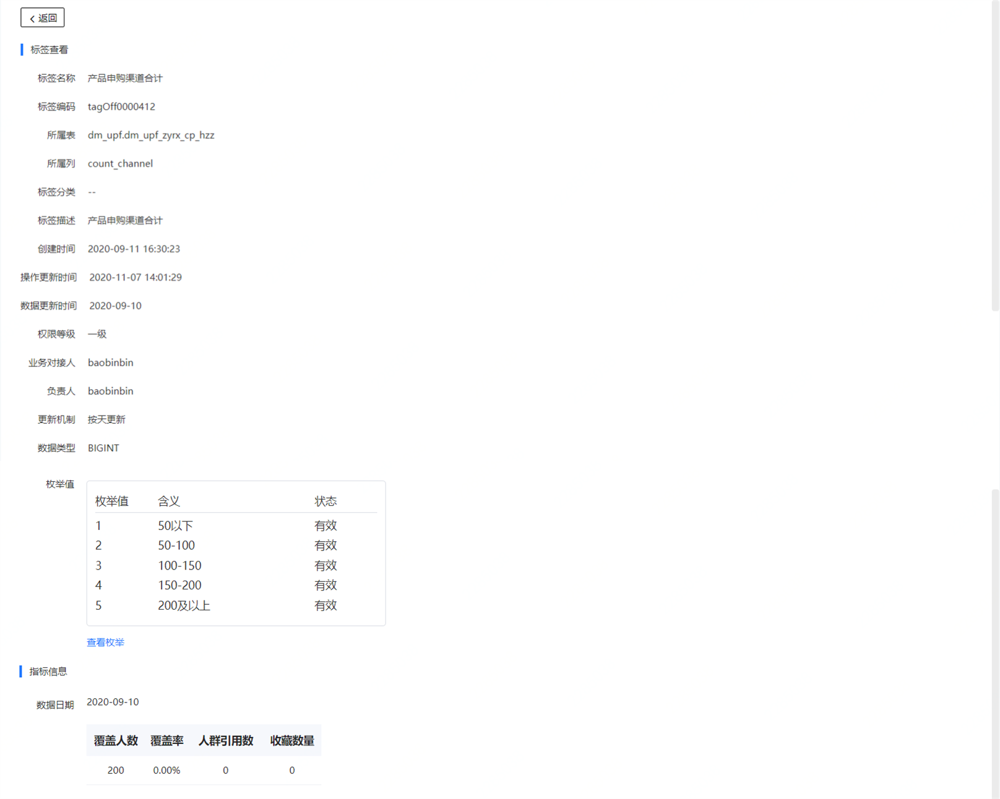 返回
标签查看
标签名称 产品申购渠道合计
标签编码 tagOff0000412
所属表 dm_upf.dm_upf_zyrx_cp_hzz
所属列 count_channel
标签分类 --
标签描述 产品申购渠道合计
创建时间 2020-09-11 16:30:23
操作更新时间 2020-11-07 14:01:29
数据更新时间 2020-09-10
权限等级 一级
业务对接人 baobinbin
负责人 baobinbin
更新机制 按天更新
数据类型 BIGINT
枚举值
枚举值 含义 状态
1 50以下 有效
2 50-100 有效
3 100-150 有效
4 150-200 有效
5 200及以上 有效
查看枚举
指标信息
数据日期 2020-09-10
覆盖人数 覆盖率 人群引用数 收藏数量
200 0.00% 0 0